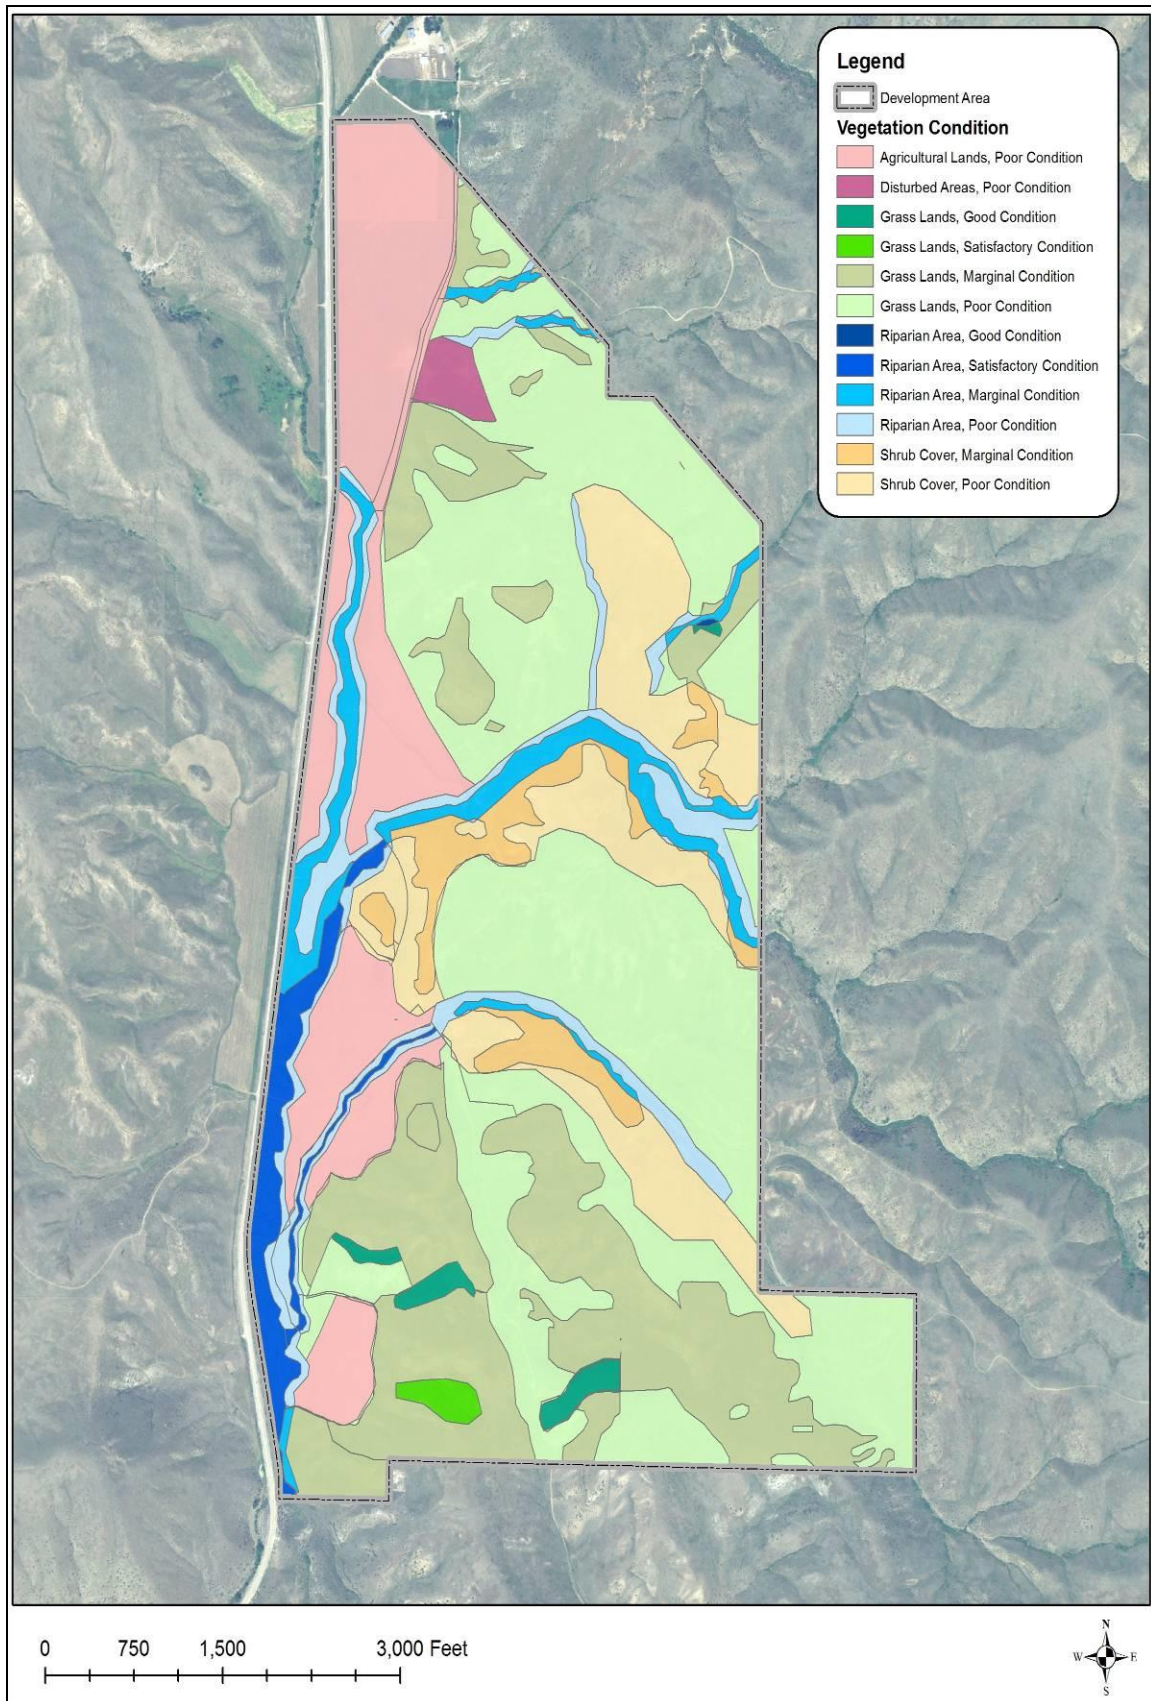 Legend
Development Area
Vegetation Condition
Agricultural Lands, Poor Condition
Disturbed Areas, Poor Condition
Grass Lands, Good Condition
Grass Lands, Satisfactory Condition
Grass Lands, Marginal Condition
Grass Lands, Poor Condition
Riparian Area, Good Condition
Riparian Area, Satisfactory Condition
Riparian Area, Marginal Condition
Riparian Area, Poor Condition
Shrub Cover, Marginal Condition
Shrub Cover, Poor Condition
0 750 1,500 3,000 Feet
N
W E
S